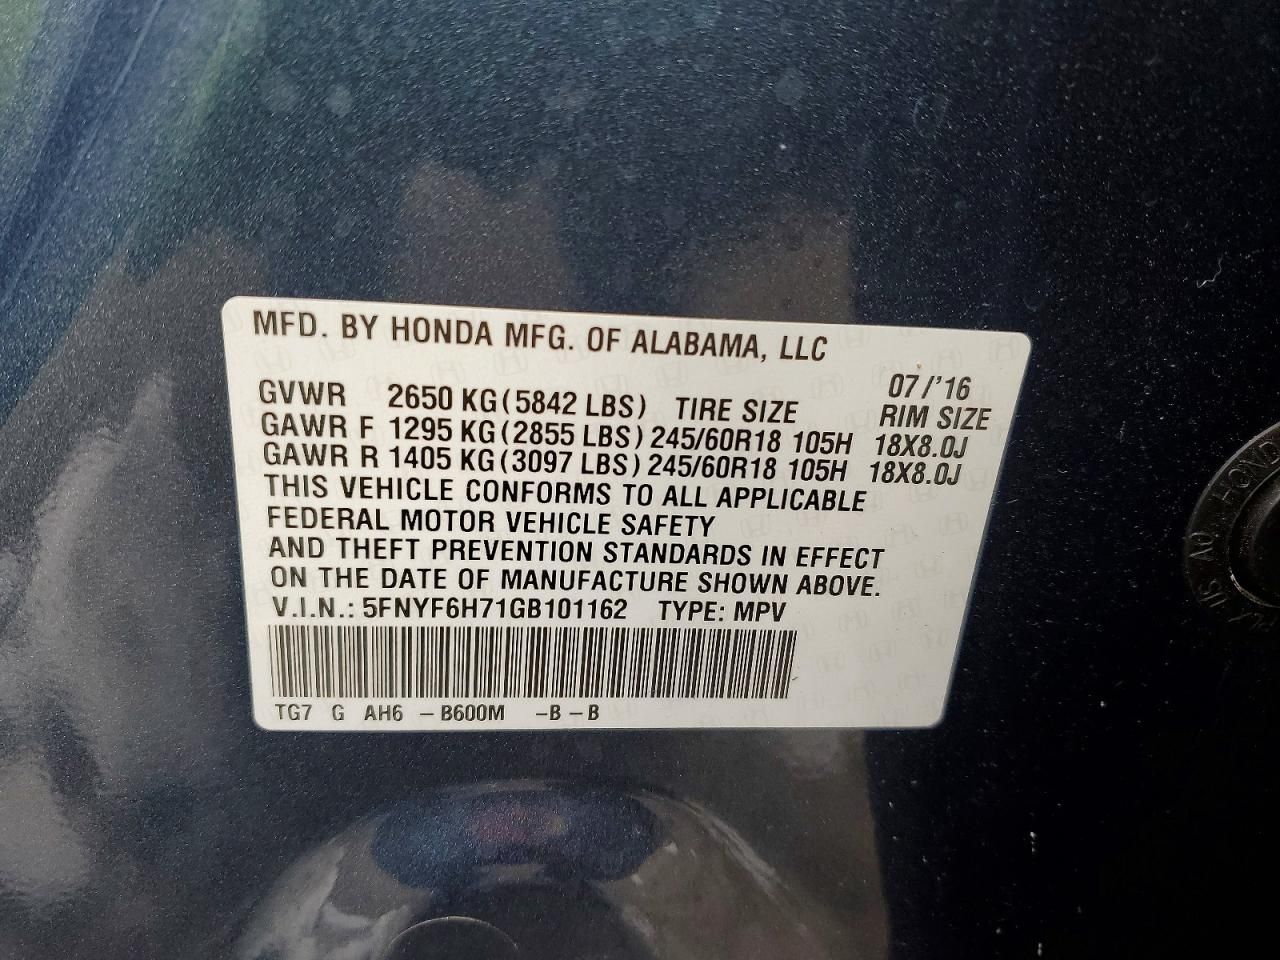 MFD. BY HONDA MFG. OF ALABAMA, LLC
07/'16
GVWR 2650 KG(5842 LBS) TIRE SIZE RIM SIZE
GAWR F 1295 KG(2855 LBS) 245/60R18 105H 18X8.0J
GAWR R 1405 KG(3097 LBS) 245/60R18 105H 18X8.0J
THIS VEHICLE CONFORMS TO ALL APPLICABLE
FEDERAL MOTOR VEHICLE SAFETY
AND THEFT PREVENTION STANDARDS IN EFFECT
ON THE DATE OF MANUFACTURE SHOWN ABOVE.
V.I.N.: 5FNYF6H71GB101162 TYPE: MPV
TG7 G AH6 -B600M -B-B
HONDA